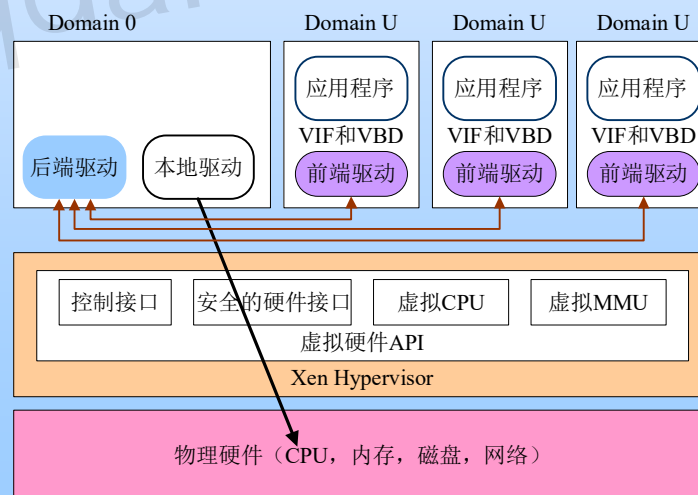 Domain 0
Domain U
Domain U
Domain U
应用程序
应用程序
应用程序
VIF和VBD
VIF和VBD
VIF和VBD
后端驱动
本地驱动
前端驱动
前端驱动
前端驱动
控制接口
安全的硬件接口
虚拟CPU
虚拟MMU
虚拟硬件API
Xen Hypervisor
物理硬件（CPU，内存，磁盘，网络）